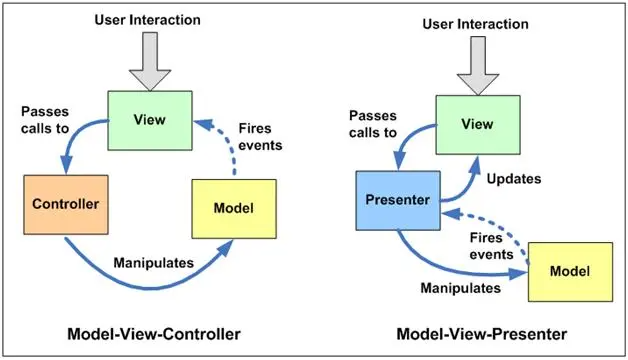 User Interaction
Passes
calls to
View
Fires
events
Controller
Model
Manipulates
Model-View-Controller
User Interaction
Passes
calls to
View
Updates
Presenter
Fires
events
Manipulates
Model
Model-View-Presenter